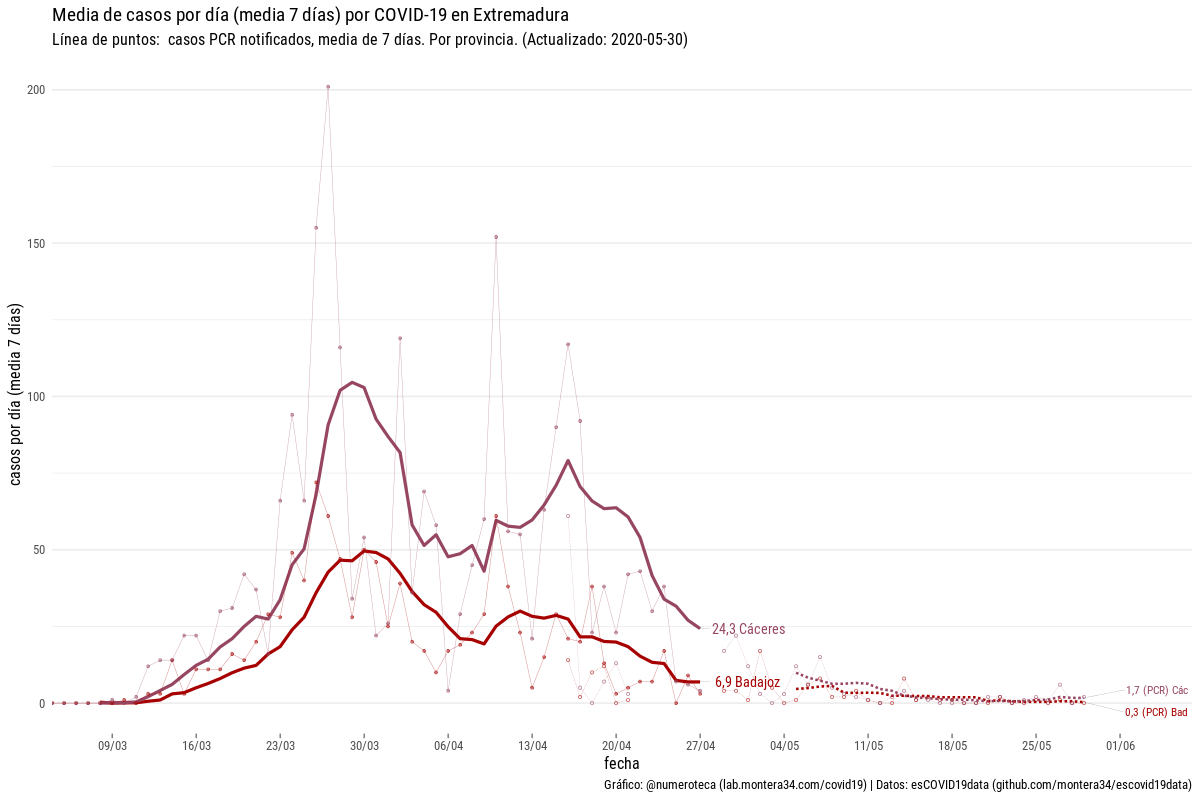 Media de casos por día (media 7 días) por COVID-19 en Extremadura
Línea de puntos: casos PCR notificados, media de 7 días. Por provincia. (Actualizado: 2020-05-30)
casos por día (media 7 días)
200
150
100
50
0
24,3 Cáceres
6,9 Badajoz
1,7 (PCR) Các
0,3 (PCR) Bad
09/03 16/03 23/03 30/03 06/04 13/04 20/04 27/04 04/05 11/05 18/05 25/05 01/06
fecha
Gráfico: @numeroteca (lab.montera34.com/covid19) | Datos: esCOVID19data (github.com/montera34/escovid19data)